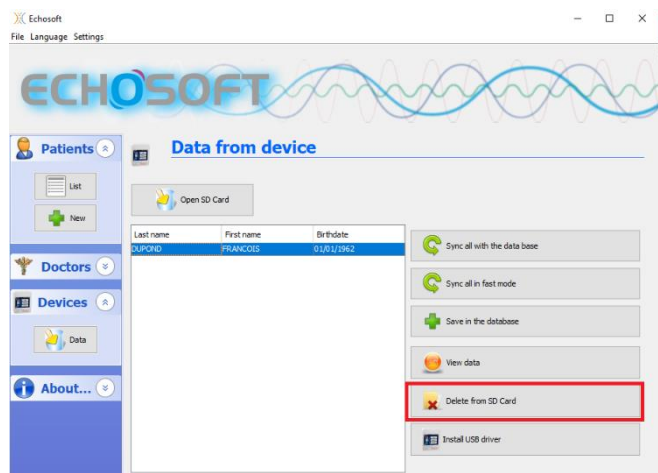 Echosoft
File Language Settings
ECHOSOFT
Patients
List
New
Doctors
Devices
Data
About...
Data from device
Open SD Card
Last name First name Birthdate
DUPOND FRANCOIS 01/01/1962
Sync all with the data base
Sync all in fast mode
Save in the database
View data
Delete from SD Card
Install USB driver